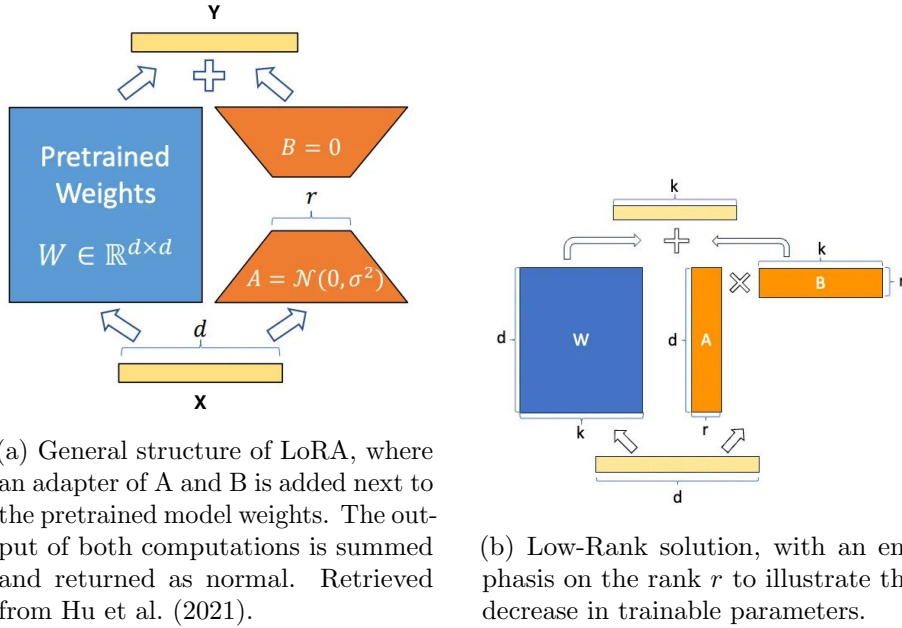 Y
Pretrained
Weights
W ∈ ℝ^{d×d}
B = 0
r
A = 𝒩(0, σ²)
d
X
(a) General structure of LoRA, where
an adapter of A and B is added next to
the pretrained model weights. The out-
put of both computations is summed
and returned as normal. Retrieved
from Hu et al. (2021).
k
k
d
W
d
A
B
r
k
r
d
(b) Low-Rank solution, with an em
phasis on the rank r to illustrate th
decrease in trainable parameters.